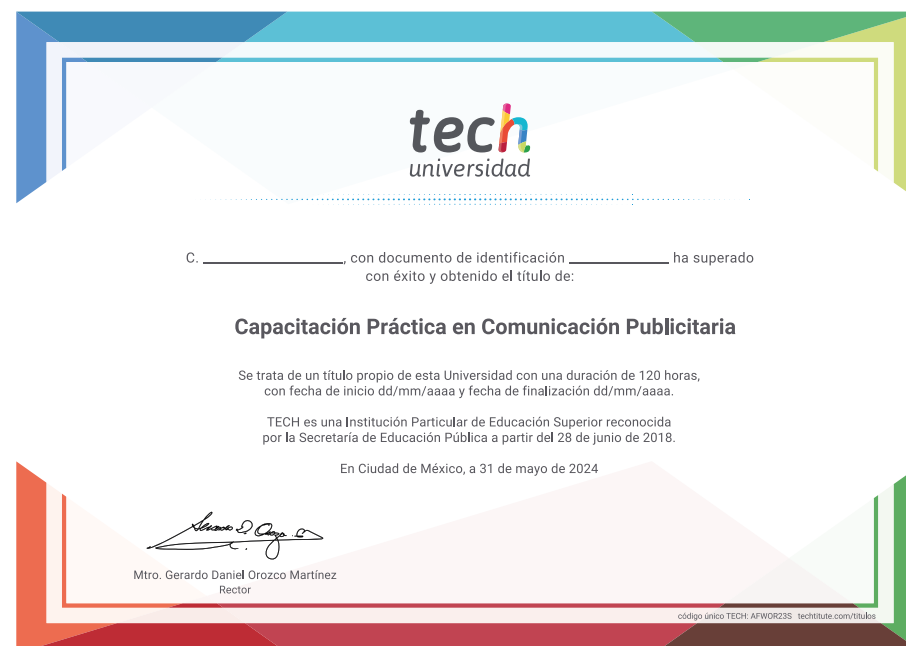 tech
universidad
C. ____________, con documento de identificación ____________ ha superado
con éxito y obtenido el título de:
Capacitación Práctica en Comunicación Publicitaria
Se trata de un título propio de esta Universidad con una duración de 120 horas,
con fecha de inicio dd/mm/aaaa y fecha de finalización dd/mm/aaaa.
TECH es una Institución Particular de Educación Superior reconocida
por la Secretaría de Educación Pública a partir del 28 de junio de 2018.
En Ciudad de México, a 31 de mayo de 2024
Mtro. Gerardo Daniel Orozco Martínez
Rector
código único TECH: AFWOR23S techtitute.com/titulos